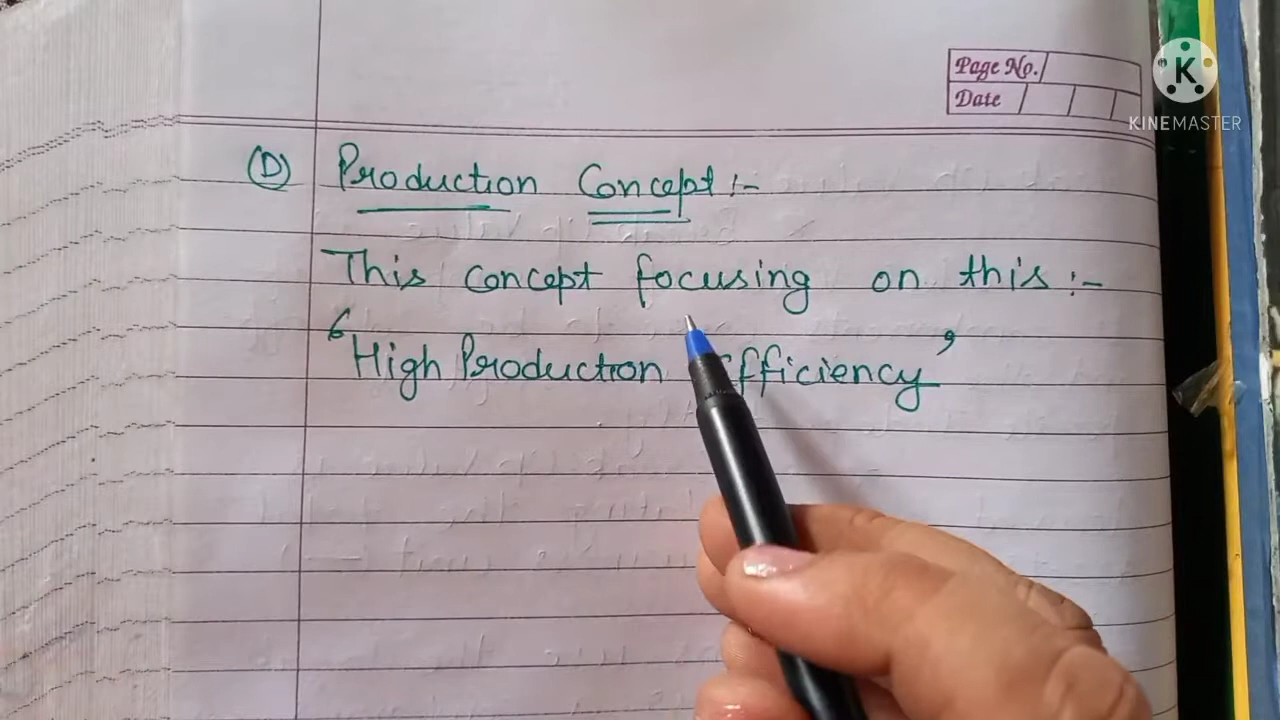 Page No.
Date
K
KINEMASTER
(D) Production Concept :-
This concept focusing on this :-
‘High Production Efficiency’